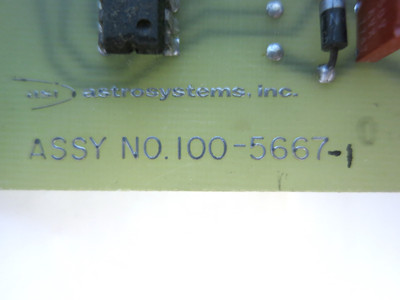 astrosystems, inc.
ASSY NO. 100-5667-1